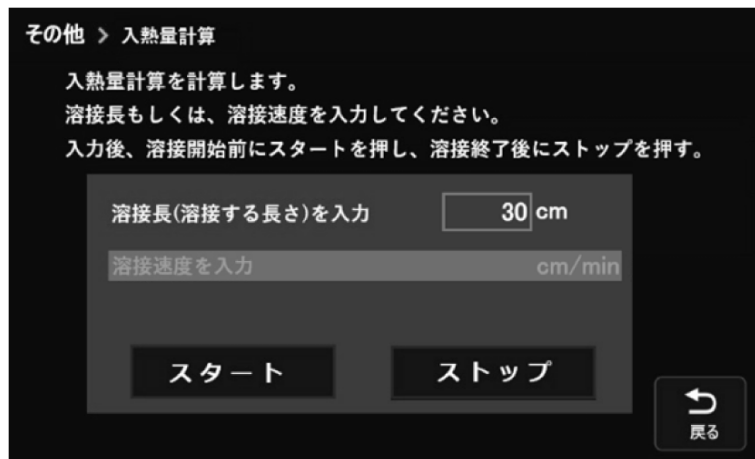 その他 > 入熱量計算
入熱量計算を計算します。
溶接長もしくは、溶接速度を入力してください。
入力後、溶接開始前にスタートを押し、溶接終了後にストップを押す。
溶接長(溶接する長さ)を入力 30 cm
溶接速度を入力 cm/min
スタート ストップ
戻る